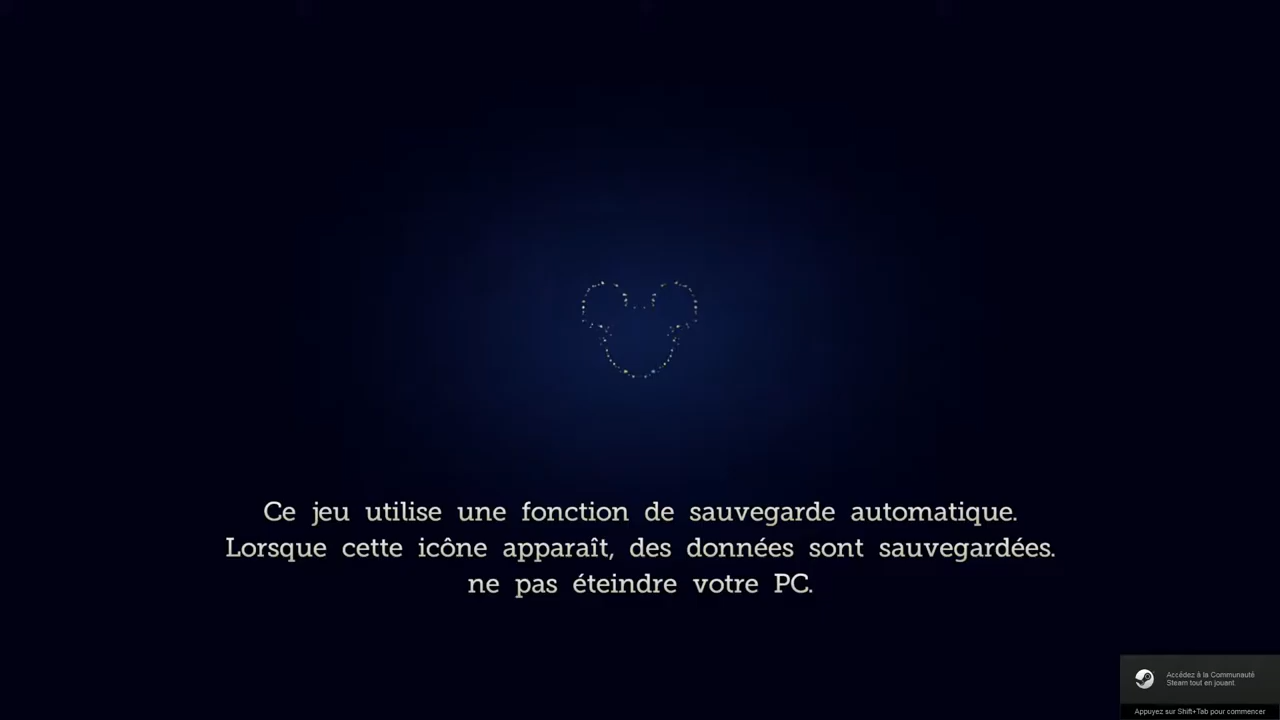 Ce jeu utilise une fonction de sauvegarde automatique.
Lorsque cette icône apparaît, des données sont sauvegardées.
ne pas éteindre votre PC.
Accédez à la Communauté
Steam tout en jouant.
Appuyez sur Shift+Tab pour commencer